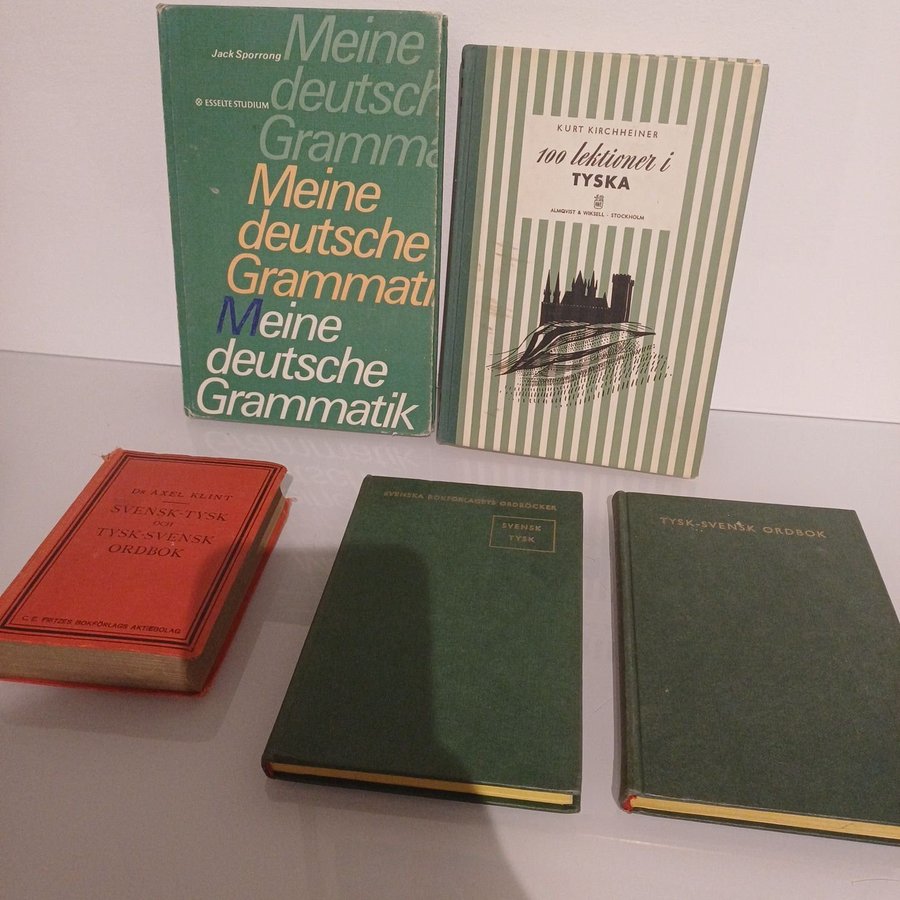 Jack Sporrong
ESSELTE STUDIUM
Meine
deutsch
Gramma
Meine
deutsche
Grammati
Meine
deutsche
Grammatik
KURT KIRCHHEINER
100 lektioner i
TYSKA
ALMQVIST & WIKSELL · STOCKHOLM
DR AXEL KLINT
SVENSK-TYSK
OCH
TYSK-SVENSK
ORDBOK
C. E. FRITZES BOKFÖRLAGS AKTIEBOLAG
SVENSKA BOKFÖRLAGETS ORDBÖCKER
SVENSK
TYSK
TYSK-SVENSK ORDBOK